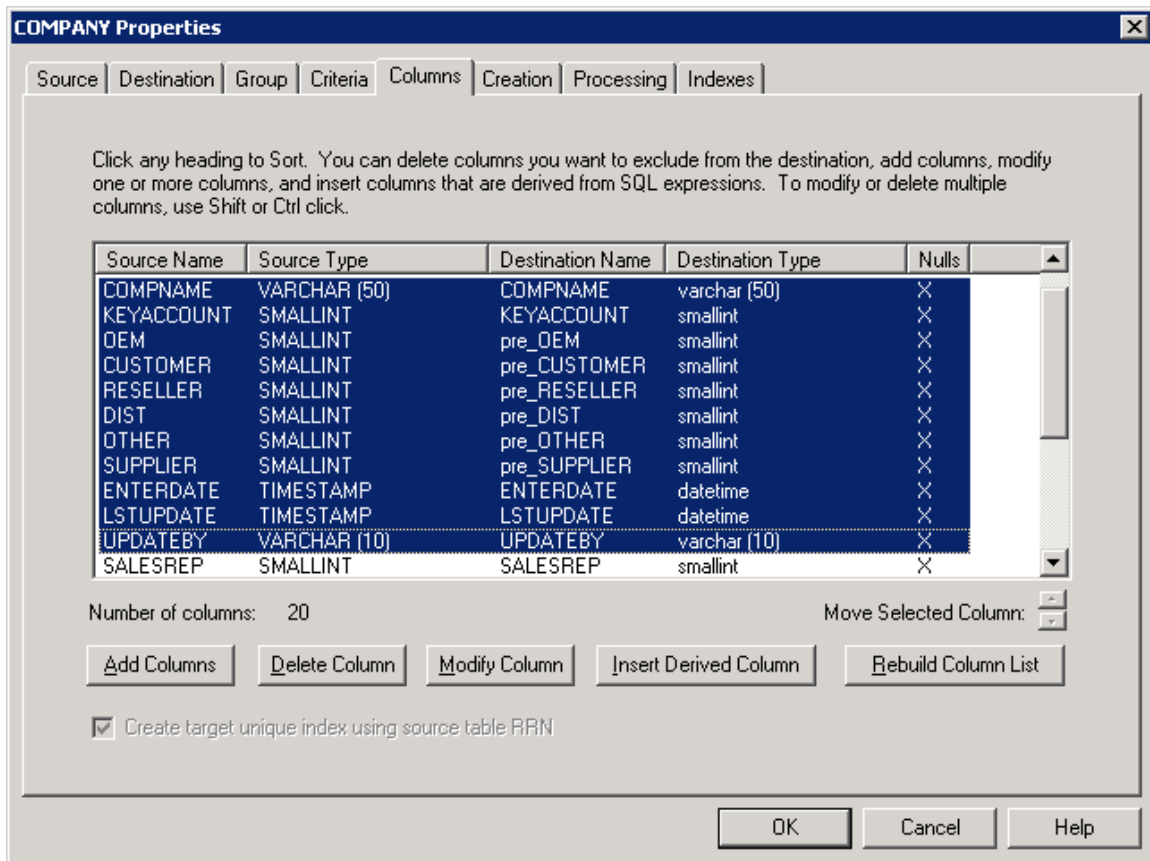 COMPANY Properties
Source Destination Group Criteria Columns Creation Processing Indexes
Click any heading to Sort. You can delete columns you want to exclude from the destination, add columns, modify
one or more columns, and insert columns that are derived from SQL expressions. To modify or delete multiple
columns, use Shift or Ctrl click.
Source Name Source Type Destination Name Destination Type Nulls
COMPNAME VARCHAR (50) COMPNAME varchar (50) X
KEYACCOUNT SMALLINT KEYACCOUNT smallint X
OEM SMALLINT pre_OEM smallint X
CUSTOMER SMALLINT pre_CUSTOMER smallint X
RESELLER SMALLINT pre_RESELLER smallint X
DIST SMALLINT pre_DIST smallint X
OTHER SMALLINT pre_OTHER smallint X
SUPPLIER SMALLINT pre_SUPPLIER smallint X
ENTERDATE TIMESTAMP ENTERDATE datetime X
LSTUPDATE TIMESTAMP LSTUPDATE datetime X
UPDATEBY VARCHAR (10) UPDATEBY varchar (10) X
SALESREP SMALLINT SALESREP smallint X
Number of columns: 20 Move Selected Column:
Add Columns Delete Column Modify Column Insert Derived Column Rebuild Column List
Create target unique index using source table RRN
OK Cancel Help